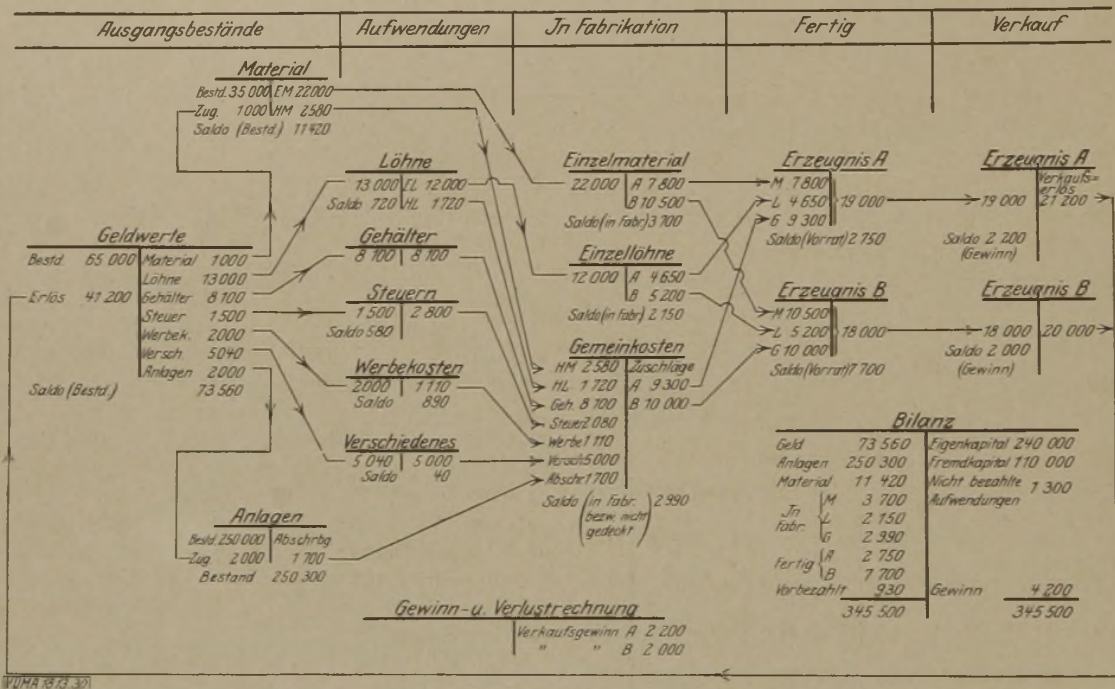 Ausgangsbestände
Aufwendungen
Jn Fabrikation
Fertig
Verkauf
Material
Bestd. 35 000 EM 22000
Zug. 1000 HM 2580
Saldo (Bestd.) 11420
Geldwerte
Bestd. 65 000 Material 1000
Löhne 13 000
Erlös 41 200 Gehälter 8 100
Steuer 1 500
Werbek. 2000
Versch. 5040
Anlagen 2000
Saldo (Bestd.) 73 560
Anlagen
Bestd. 250 000 Abschrbg
Zug. 2 000 1 700
Bestand 250 300
Löhne
13 000 EL 12 000
Saldo 720 HL 1 720
Gehälter
8 100 8 100
Steuern
1 500 2 800
Saldo 580
Werbekosten
2000 1 110
Saldo 890
Verschiedenes
5 040 5 000
Saldo 40
Einzelmaterial
22 000 A 7 800
B 10 500
Saldo (in Fabr.) 3 700
Einzellöhne
12 000 A 4 650
B 5 200
Saldo (in Fabr.) 2 150
Gemeinkosten
HM 2 580 Zuschläge
HL 1 720 A 9 300
Geh. 8 100 B 10 000
Steuer 2 080
Werbe 1 110
Versch. 5 000
Abschr. 1 700
Saldo (in Fabr. bezw. nicht gedeckt) 2 990
Erzeugnis A
M 7 800
L 4 650 19 000
G 9 300
Saldo (Vorrat) 2 750
Erzeugnis B
M 10 500
L 5 200 18 000
G 10 000
Saldo (Vorrat) 7 700
Erzeugnis A
Verkaufs=
erlös
19 000 21 200
Saldo 2 200
(Gewinn)
Erzeugnis B
18 000 20 000
Saldo 2 000
(Gewinn)
Bilanz
Geld 73 560 Eigenkapital 240 000
Anlagen 250 300 Fremdkapital 110 000
Material 11 420 Nicht bezahlte Aufwendungen 1 300
Jn Fabr. M 3 700
L 2 150
G 2 990
Fertig A 2 750
B 7 700
Vorbezahlt 930 Gewinn 4 200
345 500 345 500
Gewinn- u. Verlustrechnung
Verkaufsgewinn A 2 200
" " B 2 000
VDMA 1813.30